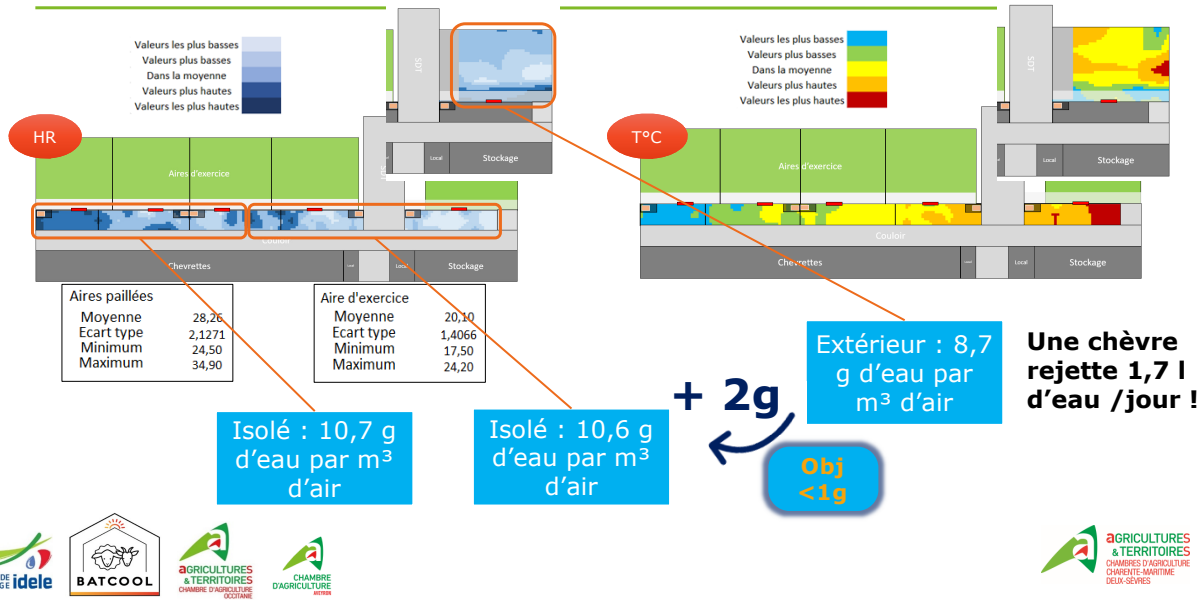 Valeurs les plus basses
Valeurs plus basses
Dans la moyenne
Valeurs plus hautes
Valeurs les plus hautes
SDT
Local
Stockage
HR
Aires d'exercice
SDT
Couloir
Chevrettes
Local
Stockage
Aires paillées
Moyenne 28,26
Ecart type 2,1271
Minimum 24,50
Maximum 34,90
Aire d'exercice
Moyenne 20,10
Ecart type 1,4066
Minimum 17,50
Maximum 24,20
Valeurs les plus basses
Valeurs plus basses
Dans la moyenne
Valeurs plus hautes
Valeurs les plus hautes
SDT
T
Local
Stockage
T°C
Aires d'exercice
T
Couloir
Chevrettes
Local
Stockage
Isolé : 10,7 g
d'eau par m³
d'air
Isolé : 10,6 g
d'eau par m³
d'air
+ 2g
Extérieur : 8,7
g d'eau par
m³ d'air
Obj
<1g
Une chèvre
rejette 1,7 l
d'eau /jour !
idele
BATCOOL
AGRICULTURES
& TERRITOIRES
CHAMBRE D'AGRICULTURE
OCCITANIE
CHAMBRE
D'AGRICULTURE
AVEYRON
AGRICULTURES
& TERRITOIRES
CHAMBRES D'AGRICULTURE
CHARENTE-MARITIME
DEUX-SÈVRES